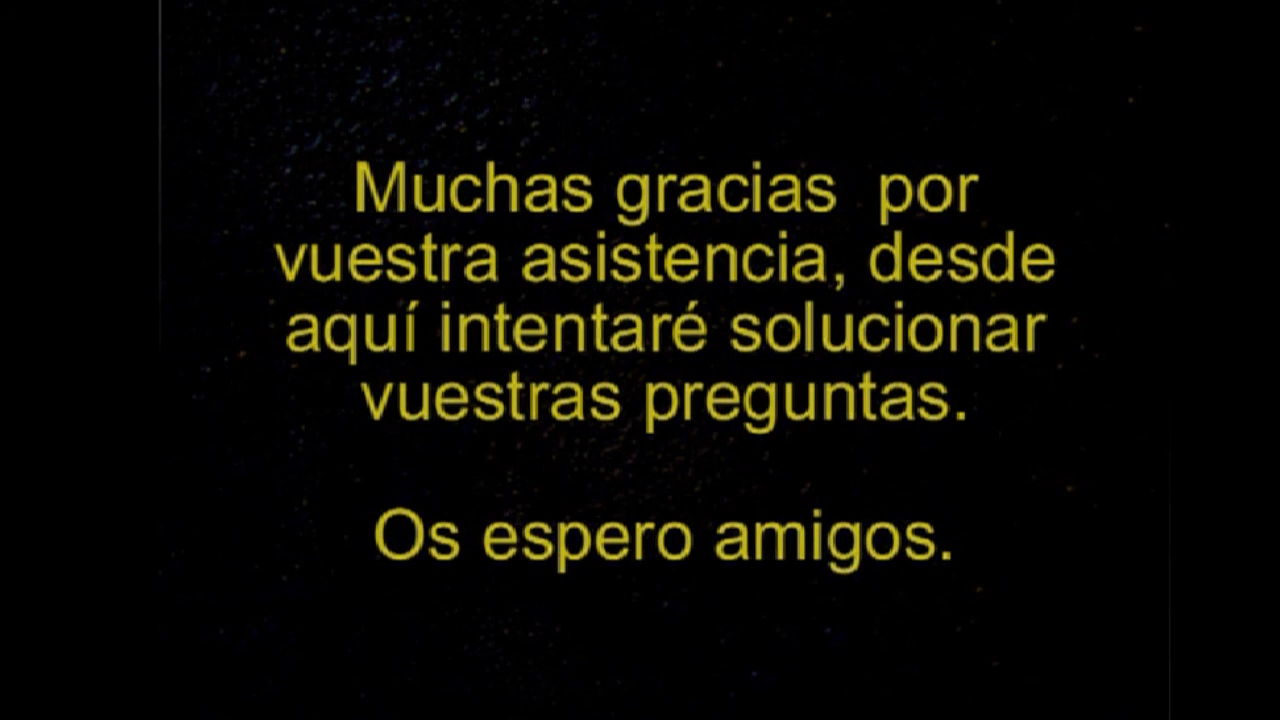 Muchas gracias  por
vuestra asistencia, desde
aquí intentaré solucionar
vuestras preguntas.
Os espero amigos.